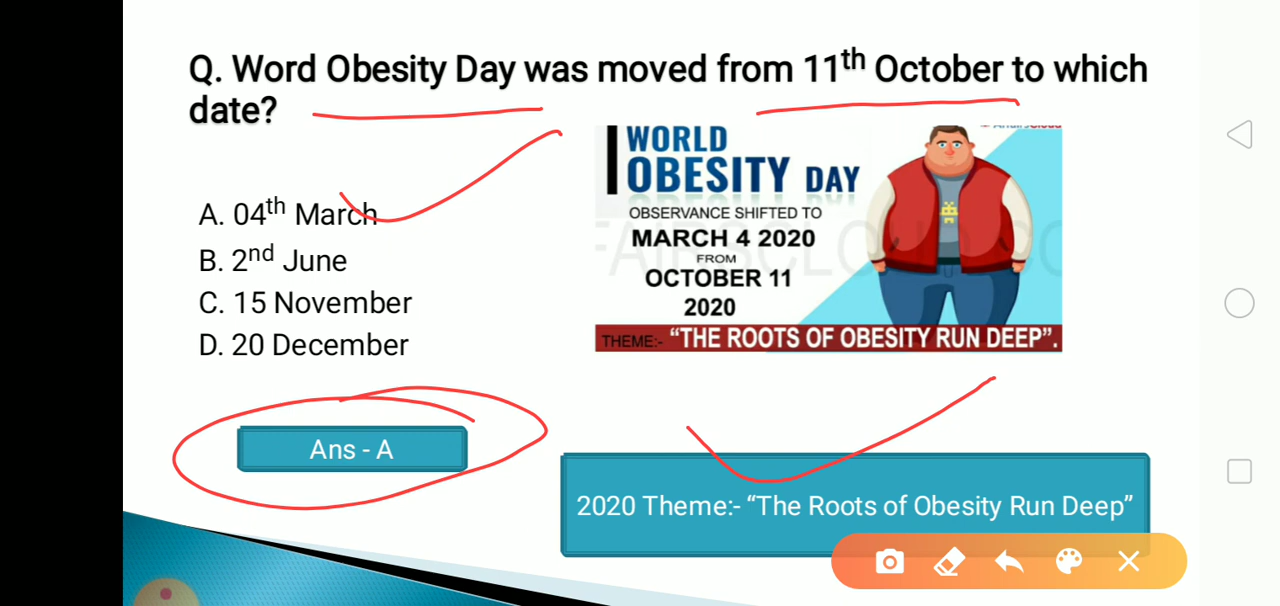 Q. Word Obesity Day was moved from 11th October to which
date?
A. 04th March
B. 2nd June
C. 15 November
D. 20 December
WORLD
OBESITY DAY
OBSERVANCE SHIFTED TO
MARCH 4 2020
FROM
OCTOBER 11
2020
THEME:- “THE ROOTS OF OBESITY RUN DEEP”.
Ans - A
2020 Theme:- “The Roots of Obesity Run Deep”